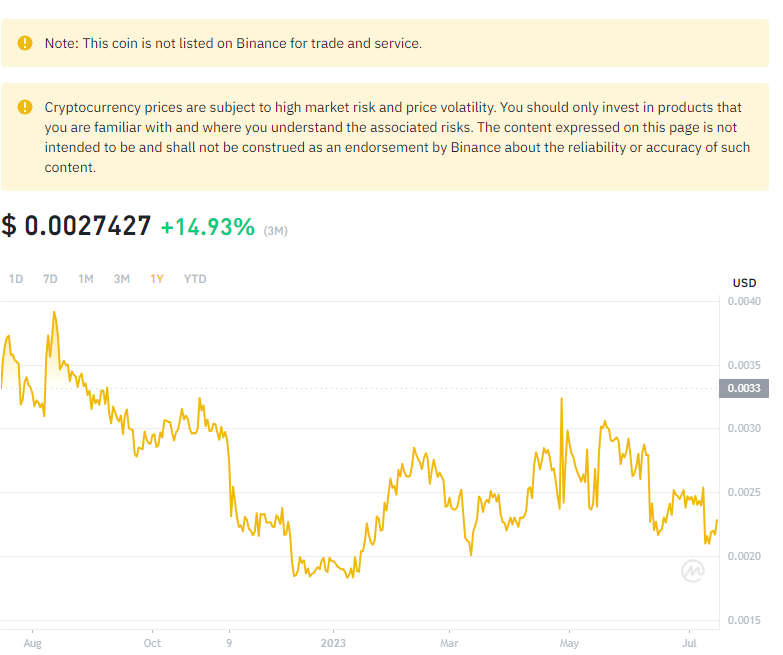 Note: This coin is not listed on Binance for trade and service.
Cryptocurrency prices are subject to high market risk and price volatility. You should only invest in products that
you are familiar with and where you understand the associated risks. The content expressed on this page is not
intended to be and shall not be construed as an endorsement by Binance about the reliability or accuracy of such
content.
$ 0.0027427 +14.93% (3M)
1D 7D 1M 3M 1Y YTD
USD
0.0040
0.0035
0.0033
0.0030
0.0025
0.0020
0.0015
Aug Oct 9 2023 Mar May Jul